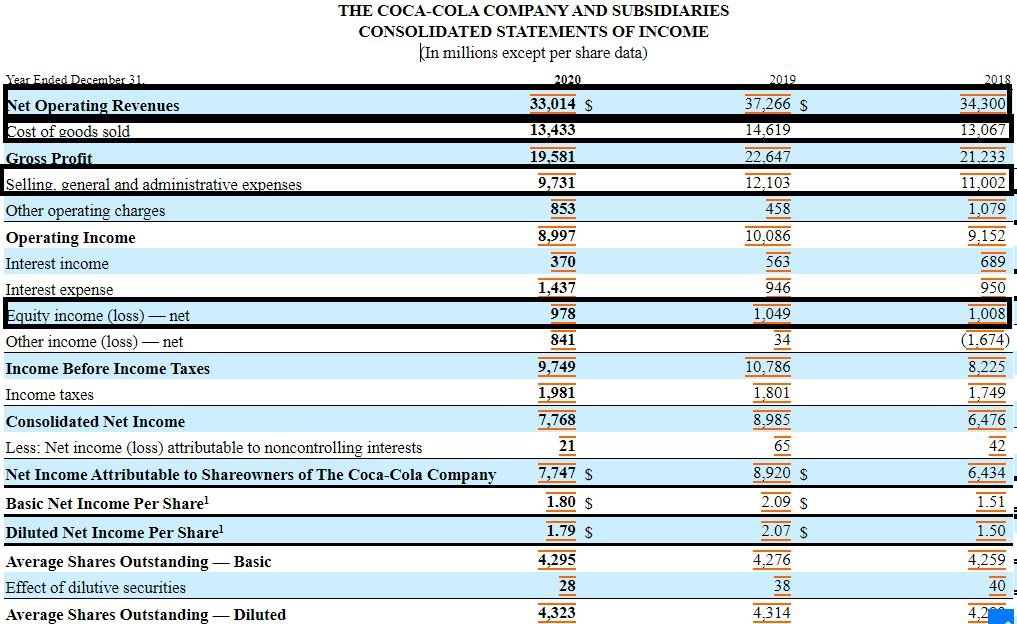 THE COCA-COLA COMPANY AND SUBSIDIARIES
CONSOLIDATED STATEMENTS OF INCOME
(In millions except per share data)
Year Ended December 31, 2020 2019 2018
Net Operating Revenues 33,014 $ 37,266 $ 34,300
Cost of goods sold 13,433 14,619 13,067
Gross Profit 19,581 22,647 21,233
Selling, general and administrative expenses 9,731 12,103 11,002
Other operating charges 853 458 1,079
Operating Income 8,997 10,086 9,152
Interest income 370 563 689
Interest expense 1,437 946 950
Equity income (loss) — net 978 1,049 1,008
Other income (loss) — net 841 34 (1,674)
Income Before Income Taxes 9,749 10,786 8,225
Income taxes 1,981 1,801 1,749
Consolidated Net Income 7,768 8,985 6,476
Less: Net income (loss) attributable to noncontrolling interests 21 65 42
Net Income Attributable to Shareowners of The Coca-Cola Company 7,747 $ 8,920 $ 6,434
Basic Net Income Per Share¹ 1.80 $ 2.09 $ 1.51
Diluted Net Income Per Share¹ 1.79 $ 2.07 $ 1.50
Average Shares Outstanding — Basic 4,295 4,276 4,259
Effect of dilutive securities 28 38 40
Average Shares Outstanding — Diluted 4,323 4,314